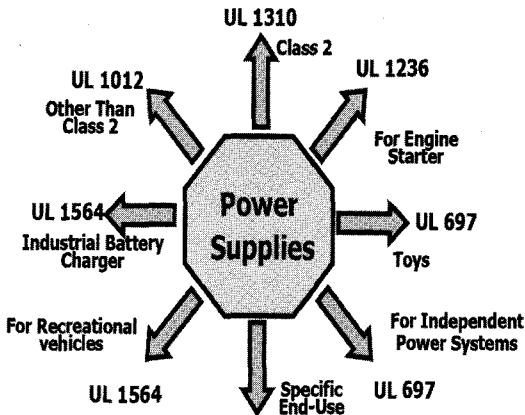 UL 1310
Class 2
UL 1012
Other Than
Class 2
UL 1236
For Engine
Starter
UL 1564
Industrial Battery
Charger
Power
Supplies
UL 697
Toys
For Recreational
vehicles
UL 1564
For Independent
Power Systems
UL 697
Specific
End-Use